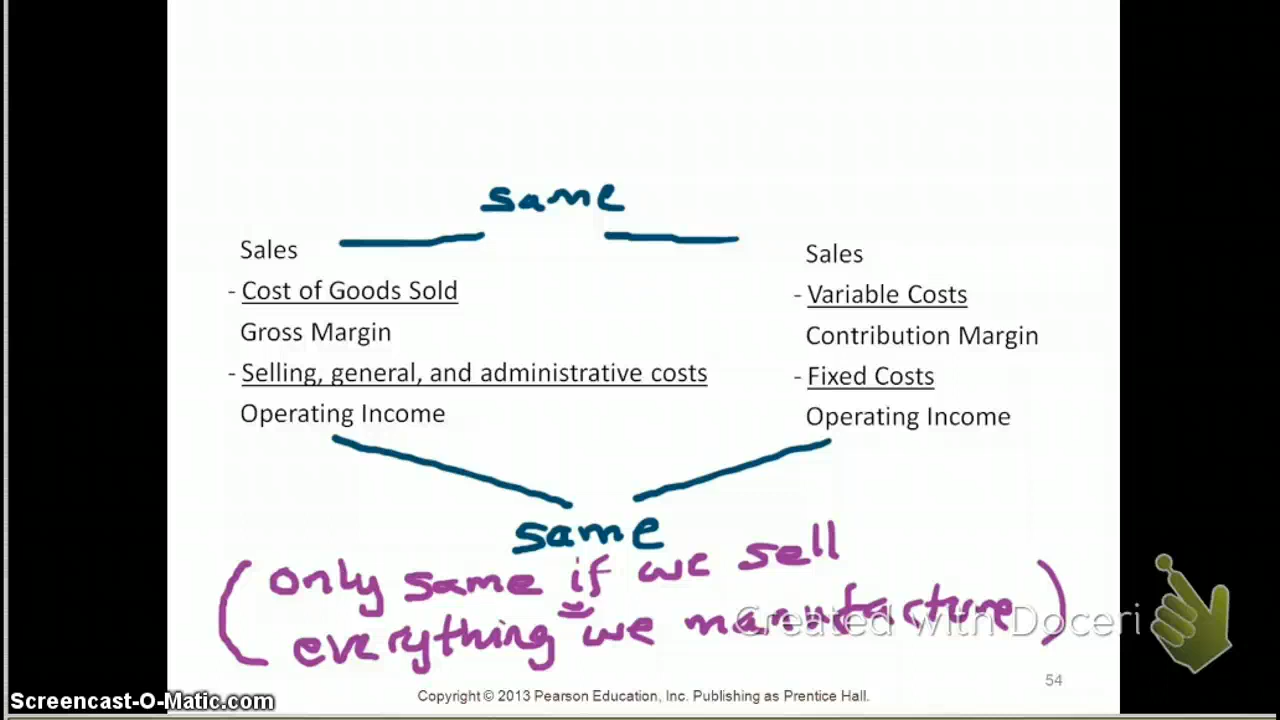 same
Sales
- Cost of Goods Sold
Gross Margin
- Selling, general, and administrative costs
Operating Income
Sales
- Variable Costs
Contribution Margin
- Fixed Costs
Operating Income
same
(only same if we sell
everything we manufacture)
Created with Doceri
54
Copyright © 2013 Pearson Education, Inc. Publishing as Prentice Hall.
Screencast-O-Matic.com